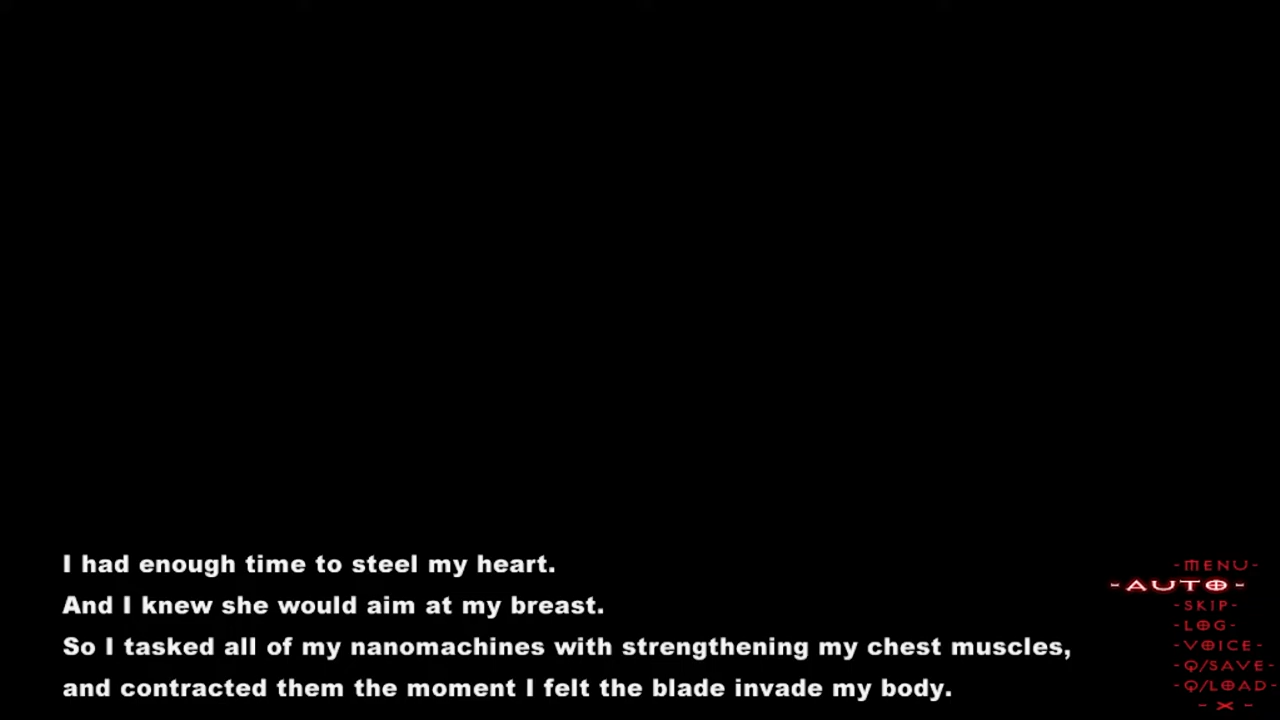 I had enough time to steel my heart.
And I knew she would aim at my breast.
So I tasked all of my nanomachines with strengthening my chest muscles,
and contracted them the moment I felt the blade invade my body.
-MENU-
-AUTO-
-SKIP-
-LOG-
-VOICE-
-Q/SAVE-
-Q/LOAD-
-X-